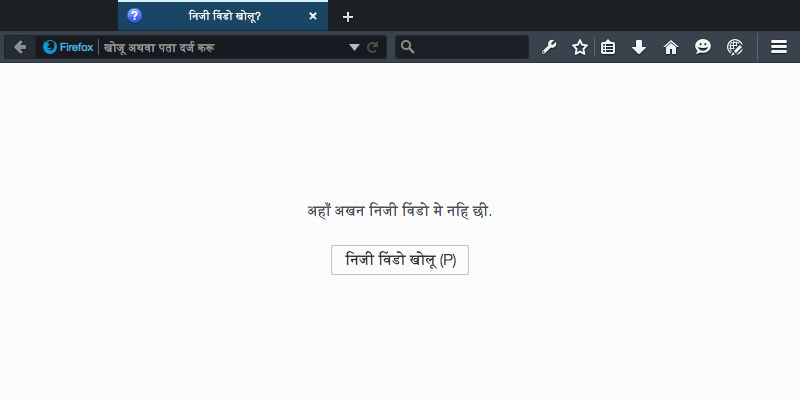 निजी विंडो खोलू?
Firefox खोजू अथवा पता दर्ज करू
अहाँ अखन निजी विंडो मे नहि छी.
निजी विंडो खोलू (P)